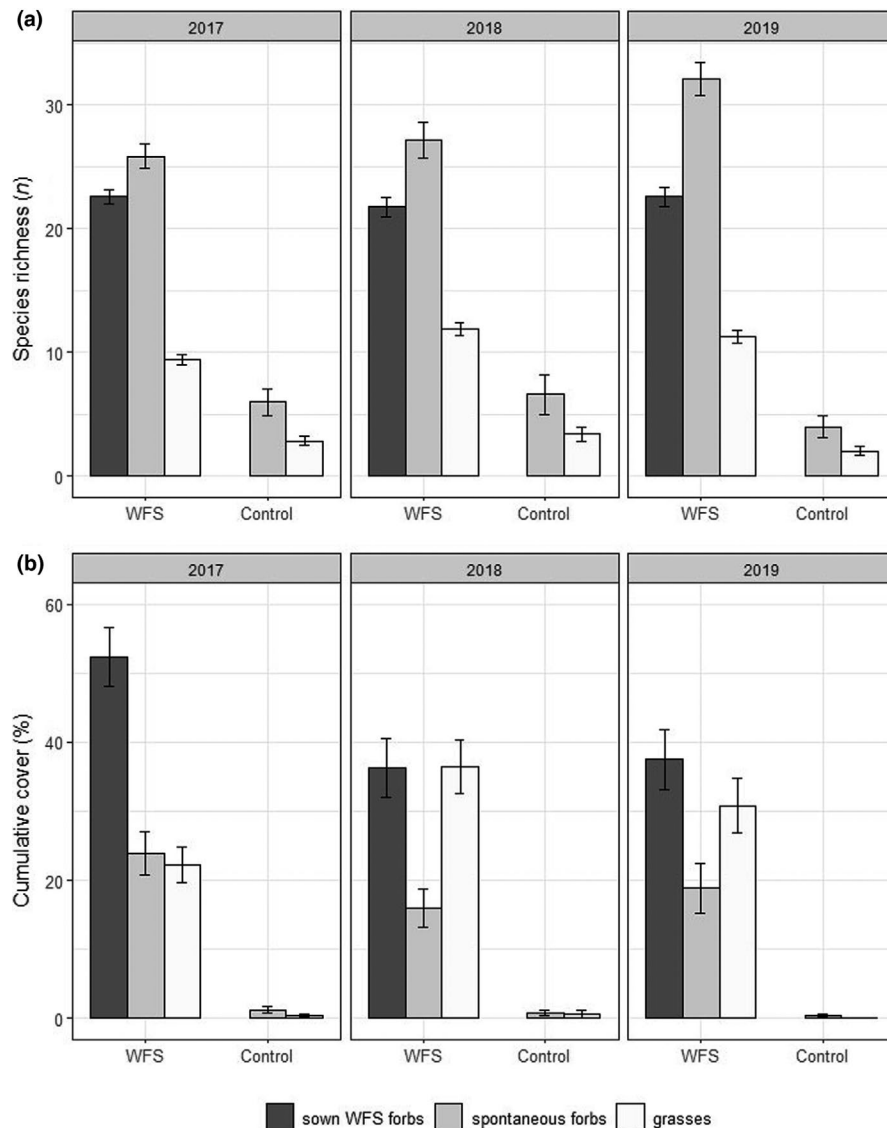 (a)
2017 2018 2019
Species richness (n)
30
20
10
0
WFS Control WFS Control WFS Control
(b)
2017 2018 2019
Cumulative cover (%)
60
40
20
0
WFS Control WFS Control WFS Control
sown WFS forbs spontaneous forbs grasses